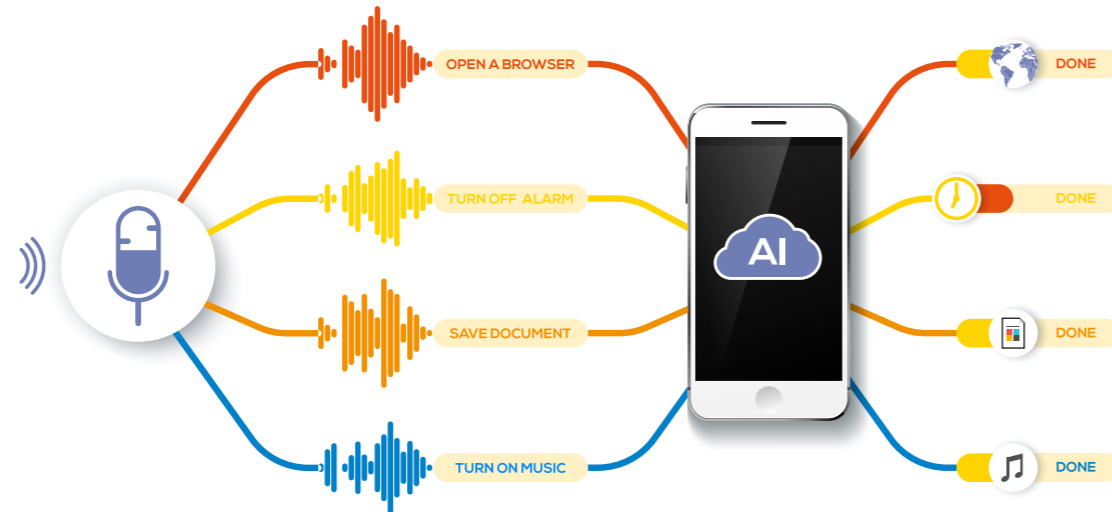 OPEN A BROWSER
DONE
TURN OFF ALARM
DONE
AI
SAVE DOCUMENT
DONE
TURN ON MUSIC
DONE